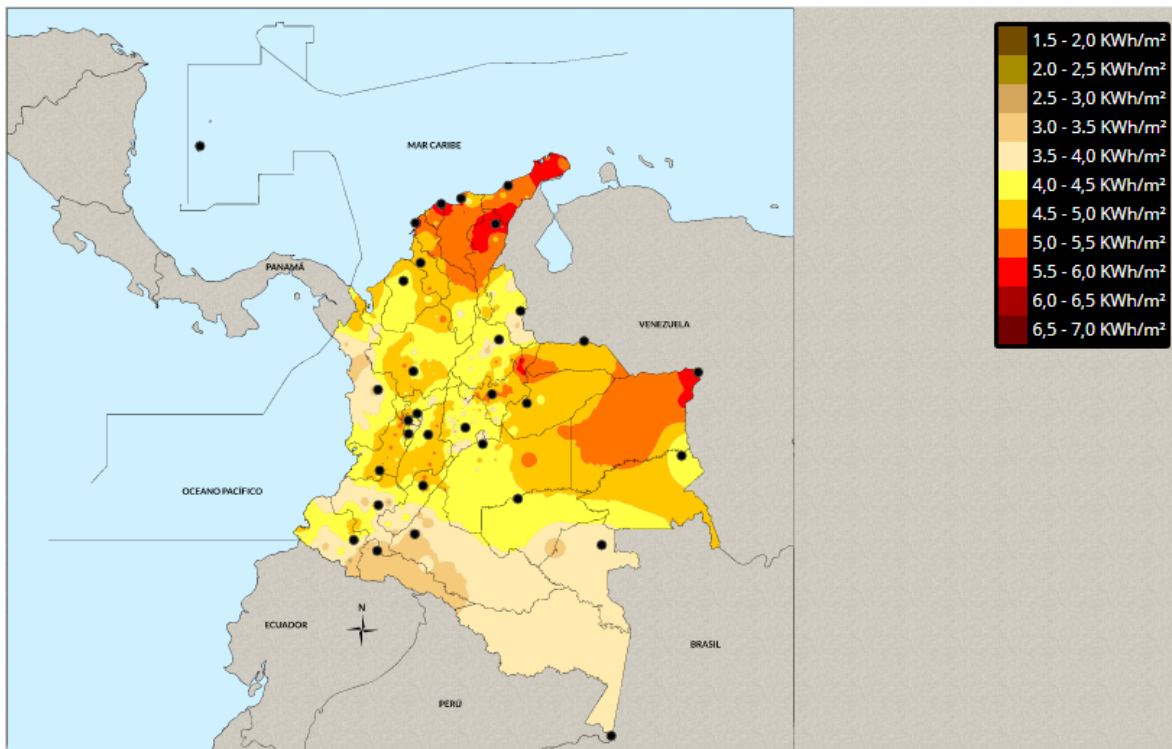 1.5 - 2,0 KWh/m²
2.0 - 2,5 KWh/m²
2.5 - 3,0 KWh/m²
3.0 - 3.5 KWh/m²
3.5 - 4,0 KWh/m²
4,0 - 4,5 KWh/m²
4.5 - 5,0 KWh/m²
5,0 - 5,5 KWh/m²
5.5 - 6,0 KWh/m²
6,0 - 6,5 KWh/m²
6,5 - 7,0 KWh/m²
MAR CARIBE
PANAMÁ
VENEZUELA
OCEANO PACÍFICO
N
ECUADOR
BRASIL
PERÚ